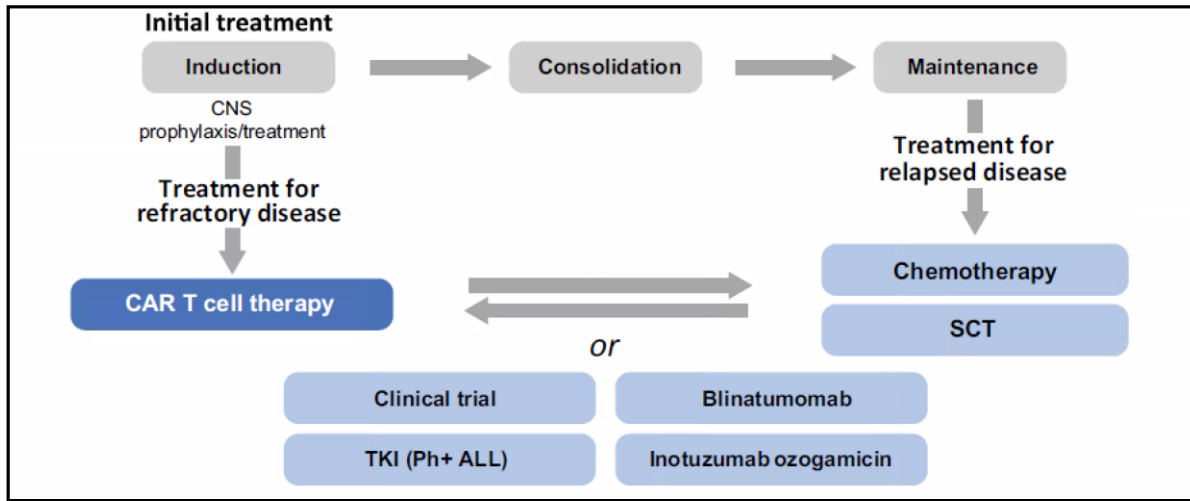 Initial treatment
Induction
Consolidation
Maintenance
CNS
prophylaxis/treatment
Treatment for
refractory disease
Treatment for
relapsed disease
CAR T cell therapy
Chemotherapy
SCT
or
Clinical trial
Blinatumomab
TKI (Ph+ ALL)
Inotuzumab ozogamicin